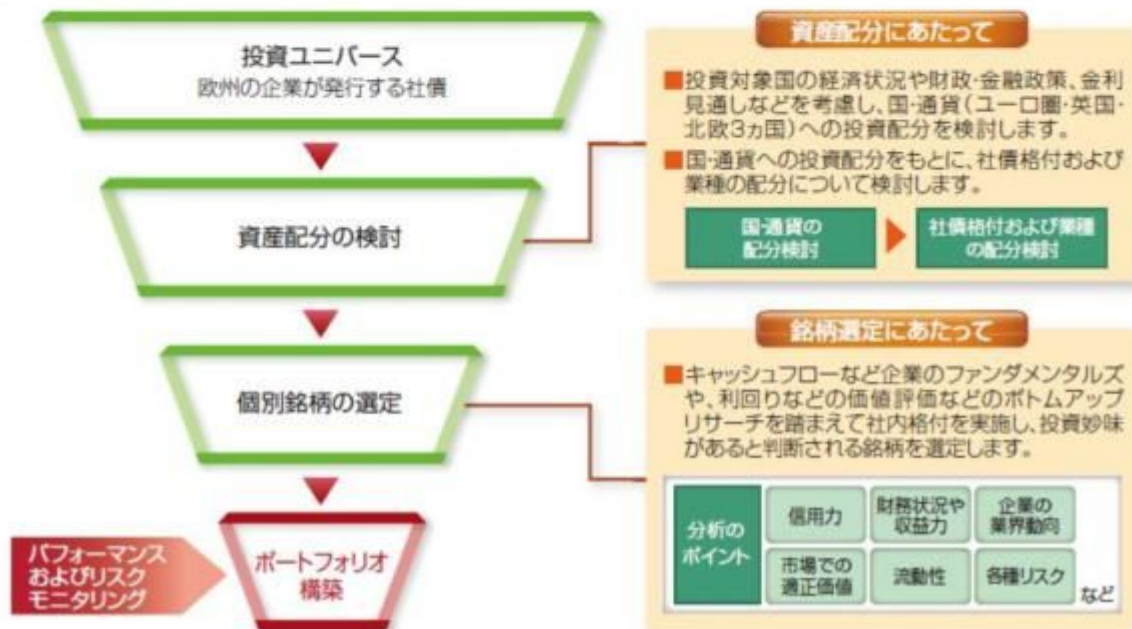 投資ユニバース
欧州の企業が発行する社債
資産配分の検討
個別銘柄の選定
パフォーマンス
およびリスク
モニタリング
ポートフォリオ
構築
資産配分にあたって
■投資対象国の経済状況や財政・金融政策、金利
見通しなどを考慮し、国・通貨(ユーロ圏・英国・
北欧3ヵ国)への投資配分を検討します。
■国・通貨への投資配分をもとに、社債格付および
業種の配分について検討します。
国・通貨の
配分検討
社債格付および業種
の配分検討
銘柄選定にあたって
■キャッシュフローなど企業のファンダメンタルズ
や、利回りなどの価値評価などのボトムアップ
リサーチを踏まえて社内格付を実施し、投資妙味
があると判断される銘柄を選定します。
分析の
ポイント
信用力
財務状況や
収益力
企業の
業界動向
市場での
適正価値
流動性
各種リスク
など